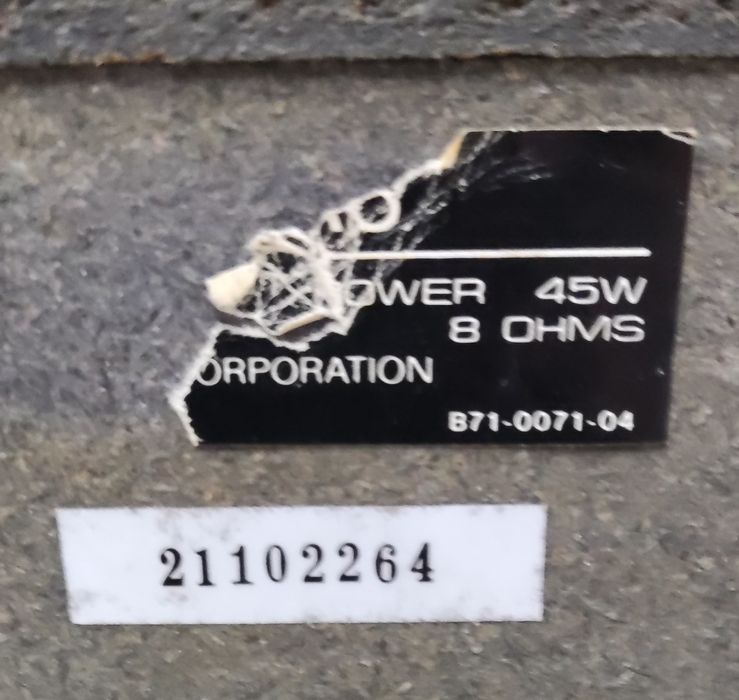 OWER 45W
8 OHMS
ORPORATION
B71-0071-04
21102264